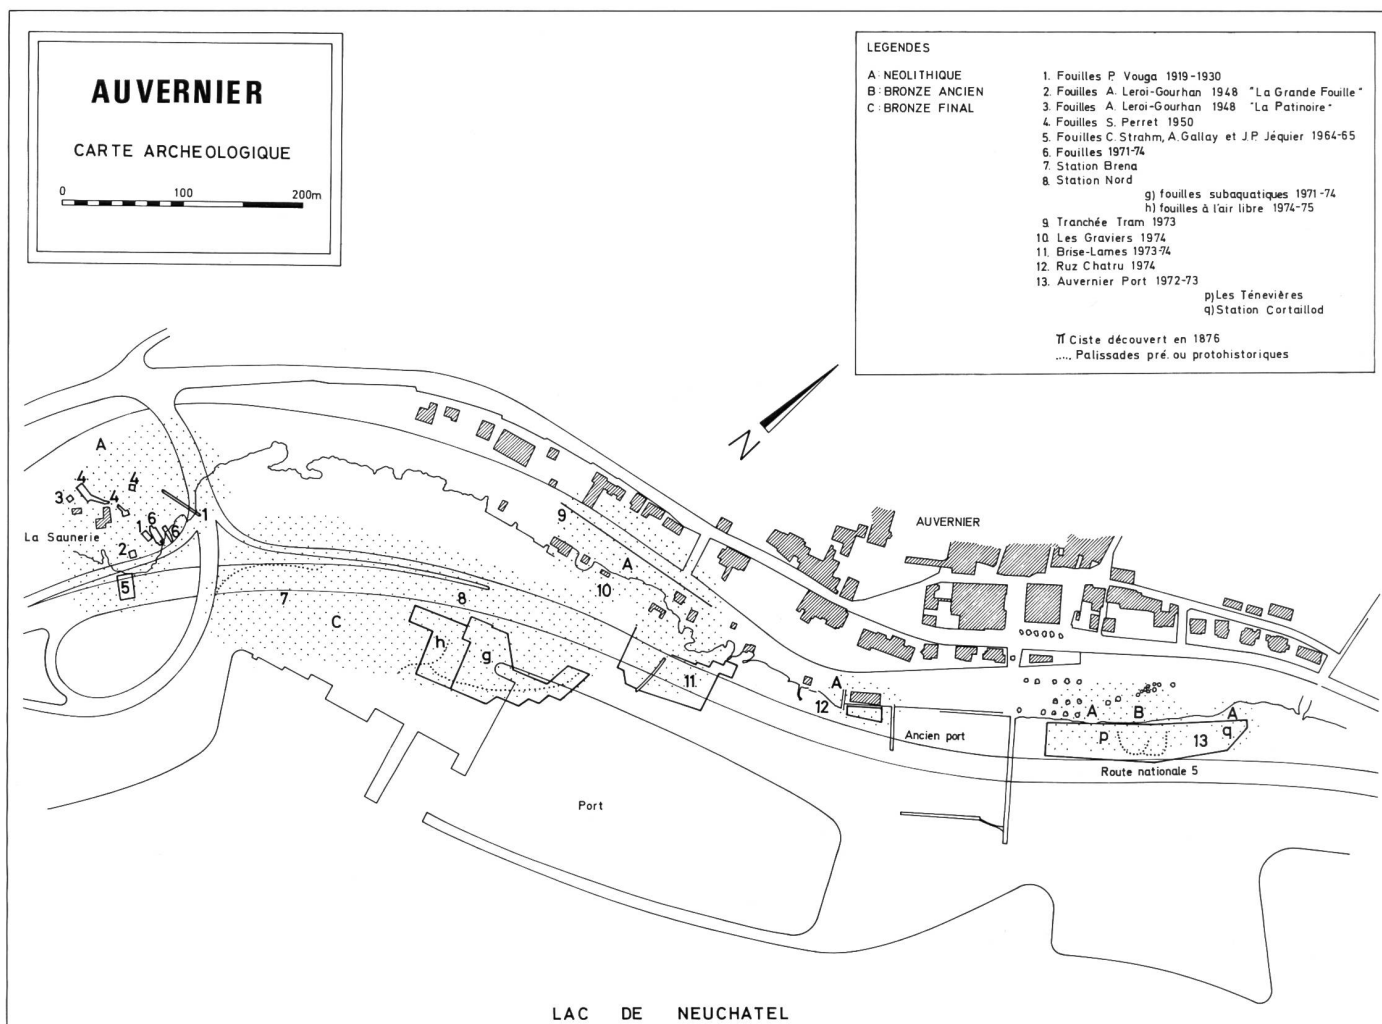 AUVERNIER
CARTE ARCHEOLOGIQUE
0 100 200m
LEGENDES
A: NEOLITHIQUE
B: BRONZE ANCIEN
C: BRONZE FINAL
1. Fouilles P. Vouga 1919-1930
2. Fouilles A. Leroi-Gourhan 1948 "La Grande Fouille"
3. Fouilles A. Leroi-Gourhan 1948 "La Patinoire"
4. Fouilles S. Perret 1950
5. Fouilles C. Strahm, A. Gallay et J.P. Jéquier 1964-65
6. Fouilles 1971-74
7. Station Brena
8. Station Nord
g) fouilles subaquatiques 1971-74
h) fouilles à l'air libre 1974-75
9. Tranchée Tram 1973
10. Les Graviers 1974
11. Brise-Lames 1973-74
12. Ruz Chatru 1974
13. Auvernier Port 1972-73
p) Les Ténevières
q) Station Cortaillod
π Ciste découvert en 1876
..... Palissades pré. ou protohistoriques
N
A
4
4
3
4
1
6
1
6
La Saunerie
2
5
7
8
C
h
g
9
A
10
11
AUVERNIER
A
12
Ancien port
A
B
A
p
13
q
Route nationale 5
Port
LAC DE NEUCHATEL